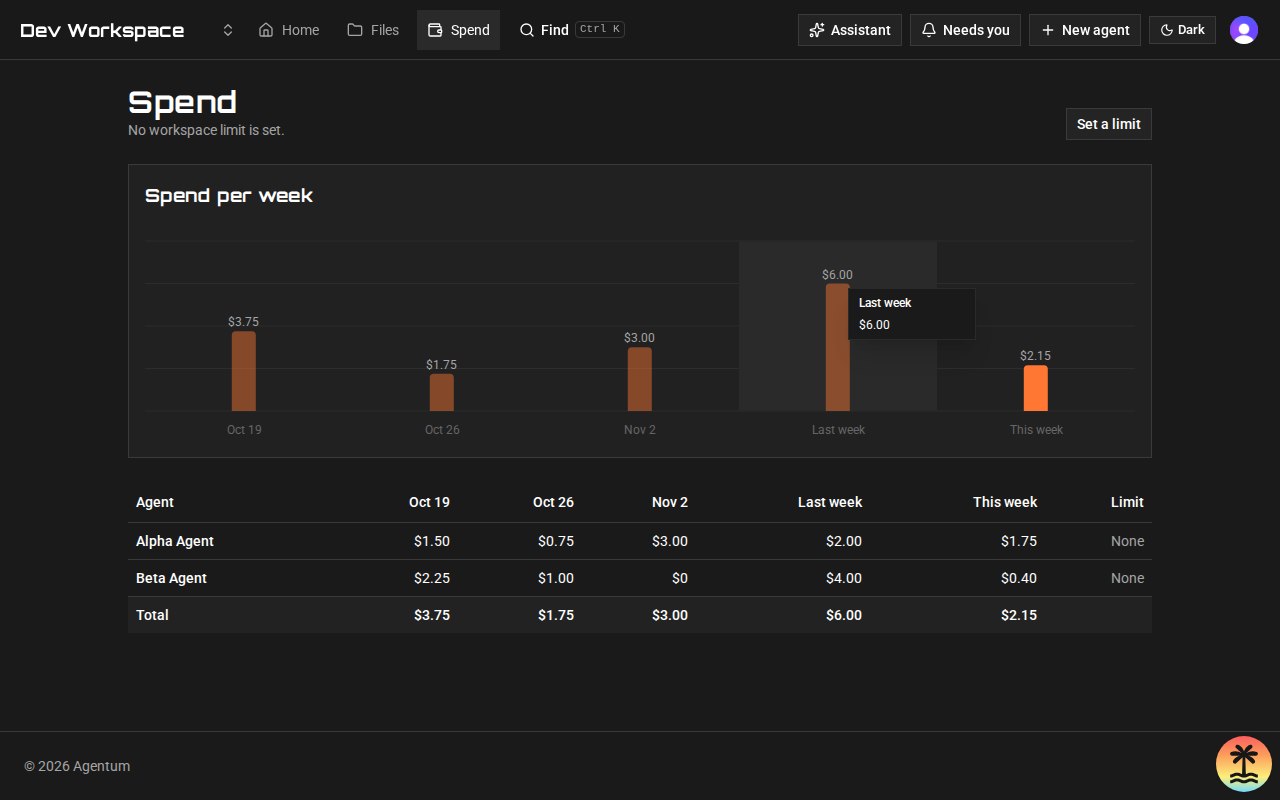 Dev Workspace
Home
Files
Spend
Find Ctrl K
Assistant
Needs you
New agent
Dark
Spend
No workspace limit is set.
Set a limit
Spend per week
$3.75
$1.75
$3.00
$6.00
$2.15
Last week
$6.00
Oct 19
Oct 26
Nov 2
Last week
This week
Agent Oct 19 Oct 26 Nov 2 Last week This week Limit
Alpha Agent $1.50 $0.75 $3.00 $2.00 $1.75 None
Beta Agent $2.25 $1.00 $0 $4.00 $0.40 None
Total $3.75 $1.75 $3.00 $6.00 $2.15
© 2026 Agentum